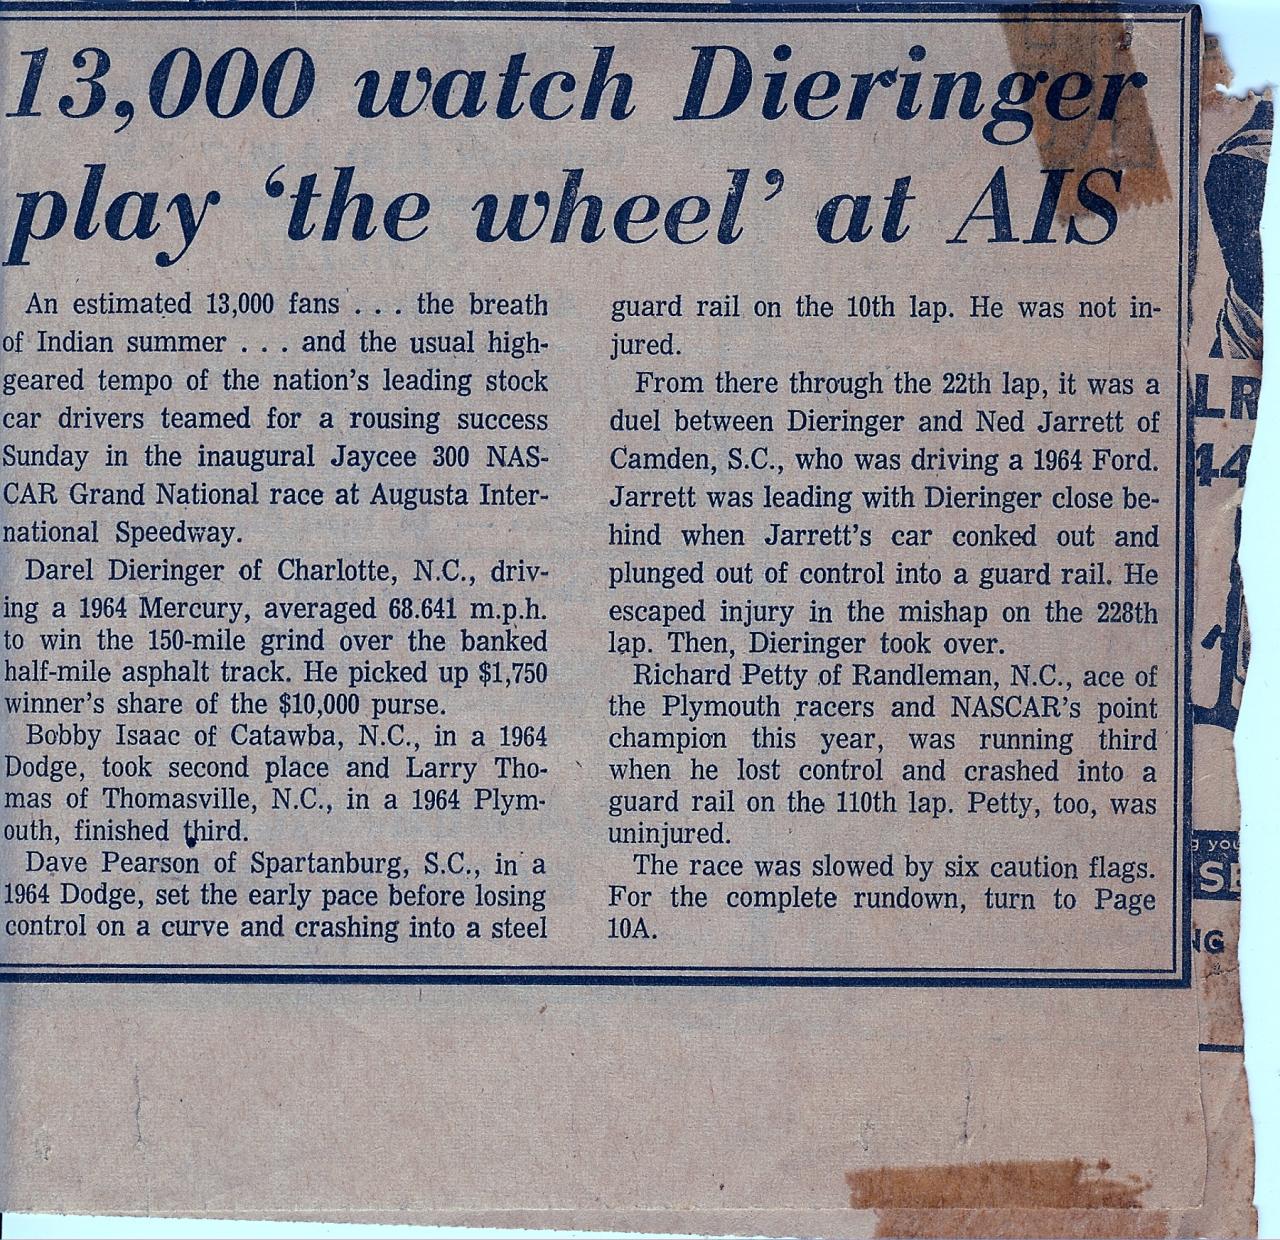 13,000 watch Dieringer
play ‘the wheel’ at AIS
An estimated 13,000 fans . . . the breath
of Indian summer . . . and the usual high-
geared tempo of the nation's leading stock
car drivers teamed for a rousing success
Sunday in the inaugural Jaycee 300 NAS-
CAR Grand National race at Augusta Inter-
national Speedway.
Darel Dieringer of Charlotte, N.C., driv-
ing a 1964 Mercury, averaged 68.641 m.p.h.
to win the 150-mile grind over the banked
half-mile asphalt track. He picked up $1,750
winner's share of the $10,000 purse.
Bobby Isaac of Catawba, N.C., in a 1964
Dodge, took second place and Larry Tho-
mas of Thomasville, N.C., in a 1964 Plym-
outh, finished third.
Dave Pearson of Spartanburg, S.C., in a
1964 Dodge, set the early pace before losing
control on a curve and crashing into a steel
guard rail on the 10th lap. He was not in-
jured.
From there through the 22th lap, it was a
duel between Dieringer and Ned Jarrett of
Camden, S.C., who was driving a 1964 Ford.
Jarrett was leading with Dieringer close be-
hind when Jarrett's car conked out and
plunged out of control into a guard rail. He
escaped injury in the mishap on the 228th
lap. Then, Dieringer took over.
Richard Petty of Randleman, N.C., ace of
the Plymouth racers and NASCAR's point
champion this year, was running third
when he lost control and crashed into a
guard rail on the 110th lap. Petty, too, was
uninjured.
The race was slowed by six caution flags.
For the complete rundown, turn to Page
10A.